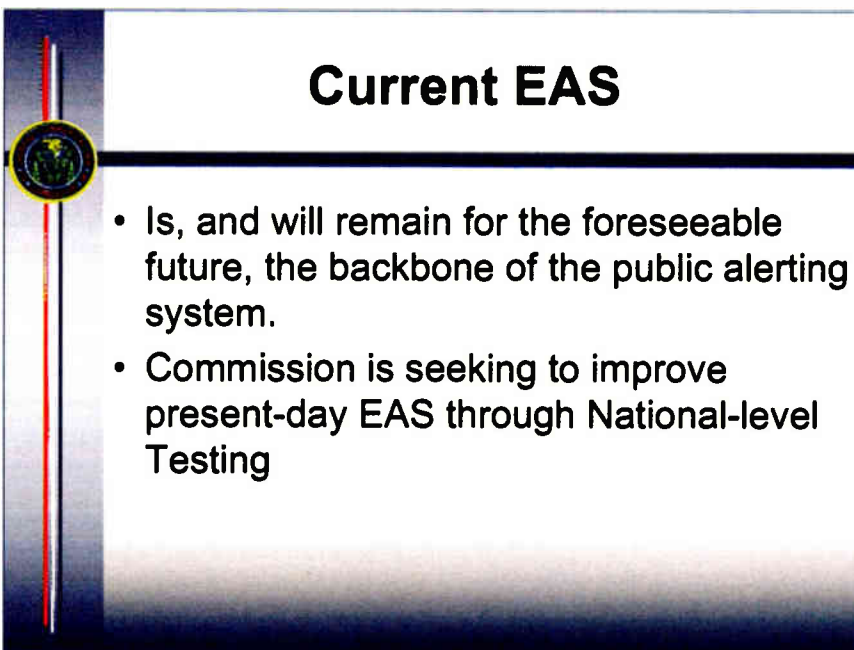 Current EAS
• Is, and will remain for the foreseeable
future, the backbone of the public alerting
system.
• Commission is seeking to improve
present-day EAS through National-level
Testing